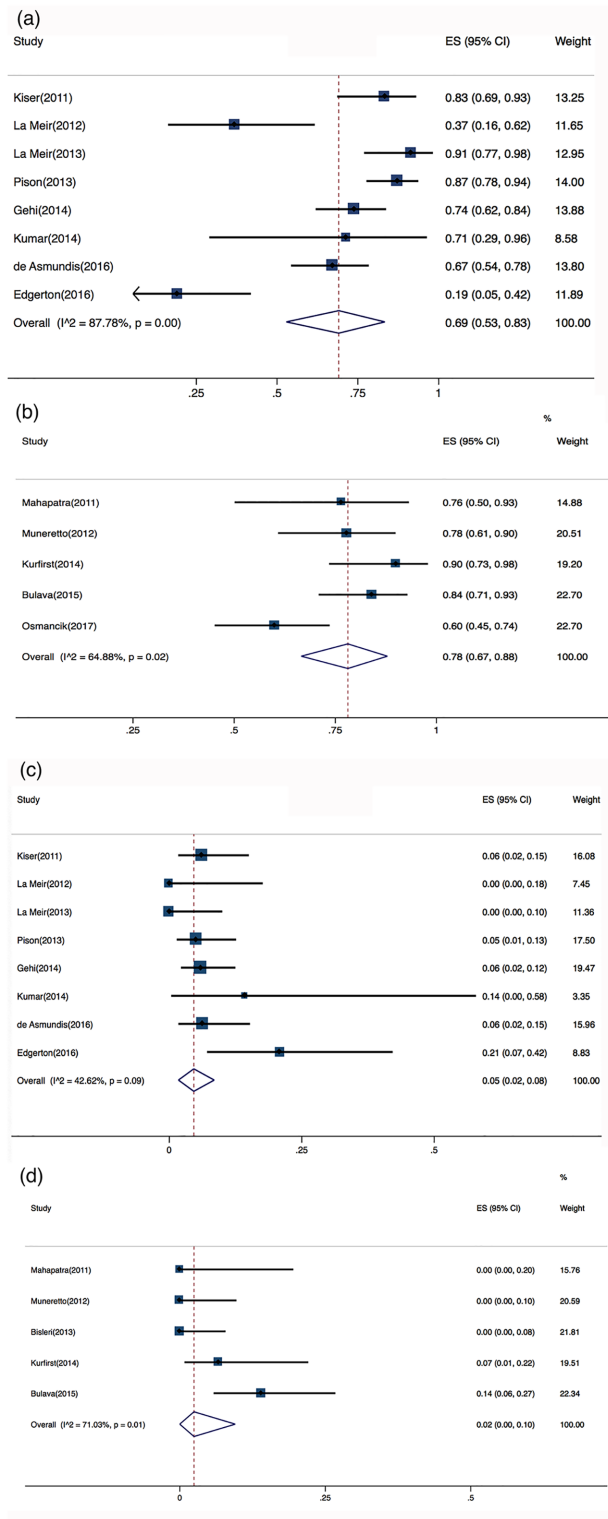 (a)
Study ES (95% CI) Weight
Kiser(2011) 0.83 (0.69, 0.93) 13.25
La Meir(2012) 0.37 (0.16, 0.62) 11.65
La Meir(2013) 0.91 (0.77, 0.98) 12.95
Pison(2013) 0.87 (0.78, 0.94) 14.00
Gehi(2014) 0.74 (0.62, 0.84) 13.88
Kumar(2014) 0.71 (0.29, 0.96) 8.58
de Asmundis(2016) 0.67 (0.54, 0.78) 13.80
Edgerton(2016) 0.19 (0.05, 0.42) 11.89
Overall (I^2 = 87.78%, p = 0.00) 0.69 (0.53, 0.83) 100.00
.25 .5 .75 1
(b)
%
Study ES (95% CI) Weight
Mahapatra(2011) 0.76 (0.50, 0.93) 14.88
Muneretto(2012) 0.78 (0.61, 0.90) 20.51
Kurfirst(2014) 0.90 (0.73, 0.98) 19.20
Bulava(2015) 0.84 (0.71, 0.93) 22.70
Osmancik(2017) 0.60 (0.45, 0.74) 22.70
Overall (I^2 = 64.88%, p = 0.02) 0.78 (0.67, 0.88) 100.00
.25 .5 .75 1
(c)
Study ES (95% CI) Weight
Kiser(2011) 0.06 (0.02, 0.15) 16.08
La Meir(2012) 0.00 (0.00, 0.18) 7.45
La Meir(2013) 0.00 (0.00, 0.10) 11.36
Pison(2013) 0.05 (0.01, 0.13) 17.50
Gehi(2014) 0.06 (0.02, 0.12) 19.47
Kumar(2014) 0.14 (0.00, 0.58) 3.35
de Asmundis(2016) 0.06 (0.02, 0.15) 15.96
Edgerton(2016) 0.21 (0.07, 0.42) 8.83
Overall (I^2 = 42.62%, p = 0.09) 0.05 (0.02, 0.08) 100.00
0 .25 .5
(d)
%
Study ES (95% CI) Weight
Mahapatra(2011) 0.00 (0.00, 0.20) 15.76
Muneretto(2012) 0.00 (0.00, 0.10) 20.59
Bisleri(2013) 0.00 (0.00, 0.08) 21.81
Kurfirst(2014) 0.07 (0.01, 0.22) 19.51
Bulava(2015) 0.14 (0.06, 0.27) 22.34
Overall (I^2 = 71.03%, p = 0.01) 0.02 (0.00, 0.10) 100.00
0 .25 .5